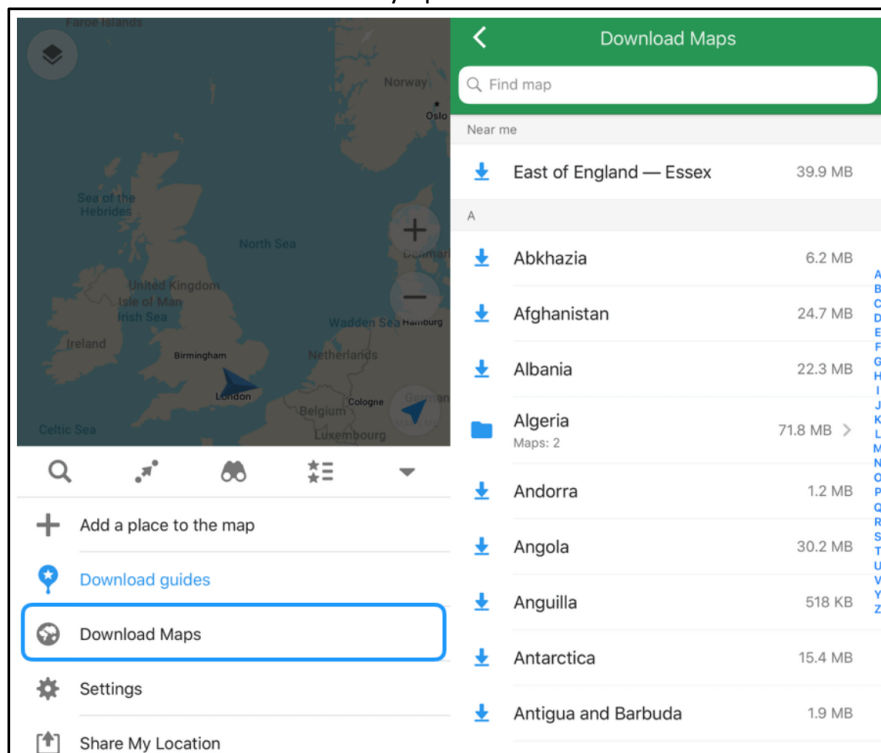 Faroe Islands
Norway
Oslo
Sea of the
Hebrides
North Sea
Denmar
United Kingdom
Isle of Man
Irish Sea
Wadden Sea
Hamburg
Ireland
Birmingham
Netherlands
London
Cologne
German
Belgium
Celtic Sea
Luxembourg
Add a place to the map
Download guides
Download Maps
Settings
Share My Location
Download Maps
Find map
Near me
East of England — Essex 39.9 MB
A
Abkhazia 6.2 MB
Afghanistan 24.7 MB
Albania 22.3 MB
Algeria 71.8 MB
Maps: 2
Andorra 1.2 MB
Angola 30.2 MB
Anguilla 518 KB
Antarctica 15.4 MB
Antigua and Barbuda 1.9 MB
A
B
C
D
E
F
G
H
I
J
K
L
M
N
O
P
Q
R
S
T
U
V
Y
Z